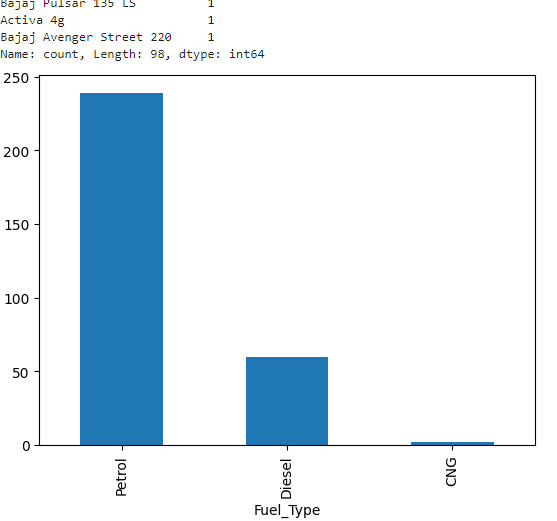 Bajaj Pulsar 135 LS 1
Activa 4g 1
Bajaj Avenger Street 220 1
Name: count, Length: 98, dtype: int64
250
200
150
100
50
0
Petrol
Diesel
CNG
Fuel_Type